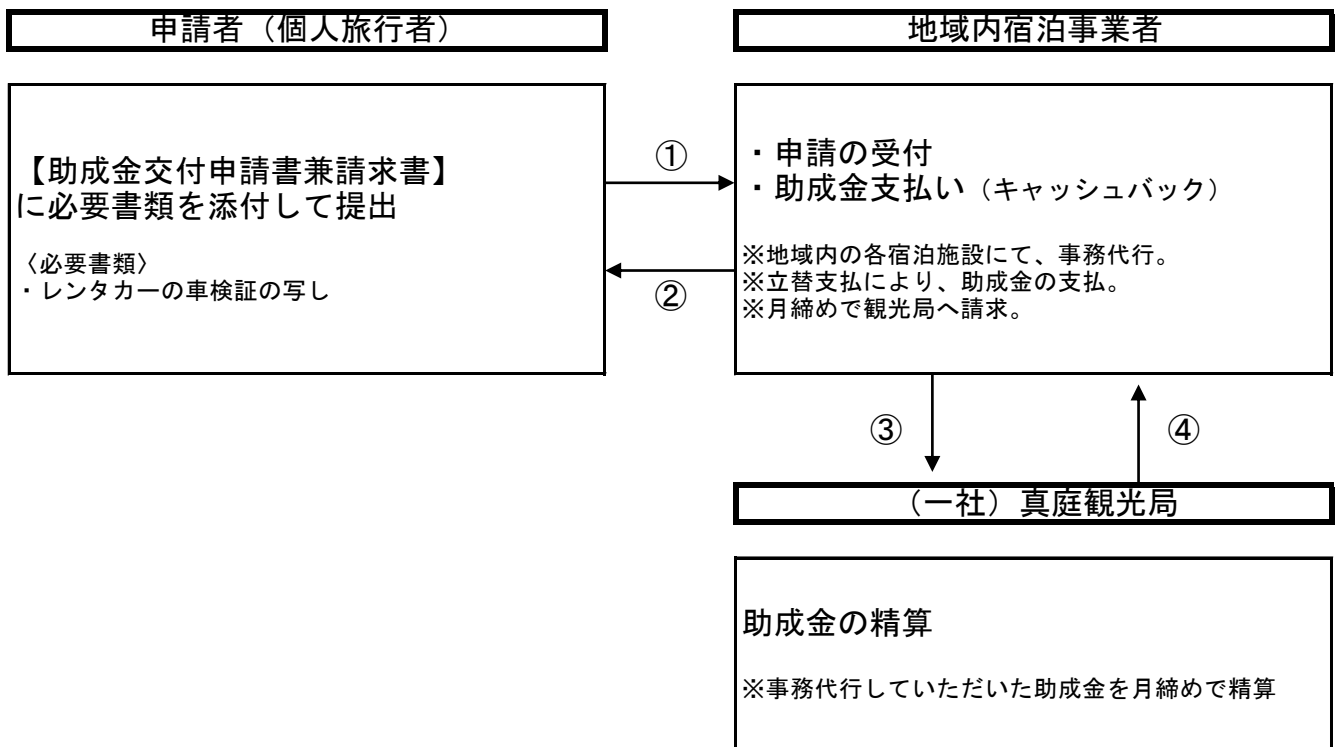 申請者（個人旅行者）
地域内宿泊事業者
【助成金交付申請書兼請求書】
に必要書類を添付して提出
〈必要書類〉
・レンタカーの車検証の写し
①
②
・申請の受付
・助成金支払い（キャッシュバック）
※地域内の各宿泊施設にて、事務代行。
※立替支払により、助成金の支払。
※月締めで観光局へ請求。
③
④
（一社）真庭観光局
助成金の精算
※事務代行していただいた助成金を月締めで精算